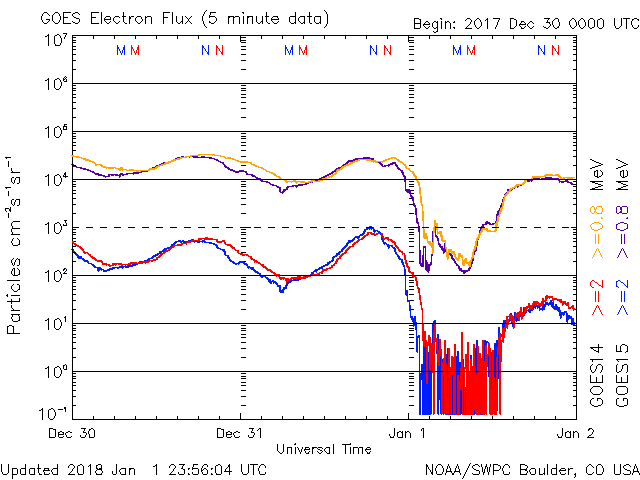 GOES Electron Flux (5 minute data)
Begin: 2017 Dec 30 0000 UTC
M M N N M M N N M M N N
10⁷
10⁶
10⁵
10⁴
10³
10²
10¹
10⁰
10⁻¹
Particles cm⁻²s⁻¹sr⁻¹
Dec 30 Dec 31 Jan 1 Jan 2
Universal Time
GOES14 >=2 >=0.8 MeV
GOES15 >=2 >=0.8 MeV
Updated 2018 Jan 1 23:56:04 UTC
NOAA/SWPC Boulder, CO USA